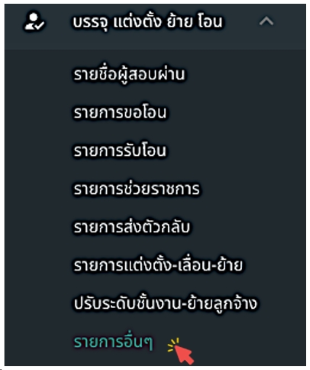 บรรจุ แต่งตั้ง ย้าย โอน
รายชื่อผู้สอบผ่าน
รายการขอโอน
รายการรับโอน
รายการช่วยราชการ
รายการส่งตัวกลับ
รายการแต่งตั้ง-เลื่อน-ย้าย
ปรับระดับชั้นงาน-ย้ายลูกจ้าง
รายการอื่นๆ